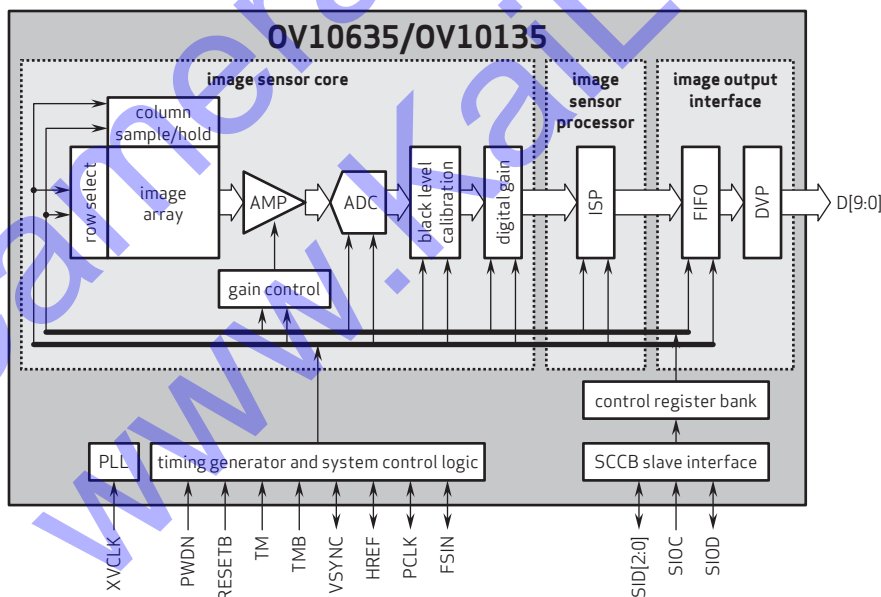 OV10635/OV10135
image sensor core
image
sensor
processor
image output
interface
column
sample/hold
row select
image
array
AMP
ADC
black level
calibration
digital gain
ISP
FIFO
DVP
D[9:0]
gain control
control register bank
PLL
timing generator and system control logic
SCCB slave interface
XVCLK
PWDN
RESETB
TM
TMB
VSYNC
HREF
PCLK
FSIN
SID[2:0]
SIOC
SIOD